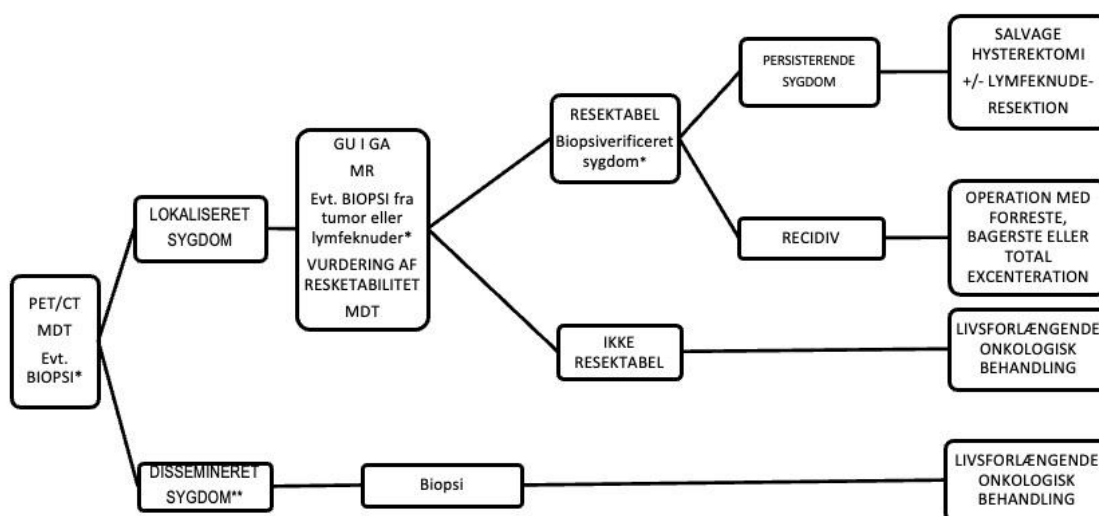 PET/CT
MDT
Evt.
BIOPSI*
LOKALISERET
SYGDOM
GU I GA
MR
Evt. BIOPSI fra
tumor eller
lymfeknuder*
VURDERING AF
RESKETABILITET
MDT
RESEKTABEL
Biopsiverificeret
sygdom*
PERSISTERENDE
SYGDOM
SALVAGE
HYSTEREKTOMI
+/- LYMFEKNUDE-
RESEKTION
RECIDIV
OPERATION MED
FORRESTE,
BAGERSTE ELLER
TOTAL
EXCENTERATION
IKKE
RESEKTABEL
LIVSFORLÆNGENDE
ONKOLOGISK
BEHANDLING
DISSEMINERET
SYGDOM**
Biopsi
LIVSFORLÆNGENDE
ONKOLOGISK
BEHANDLING